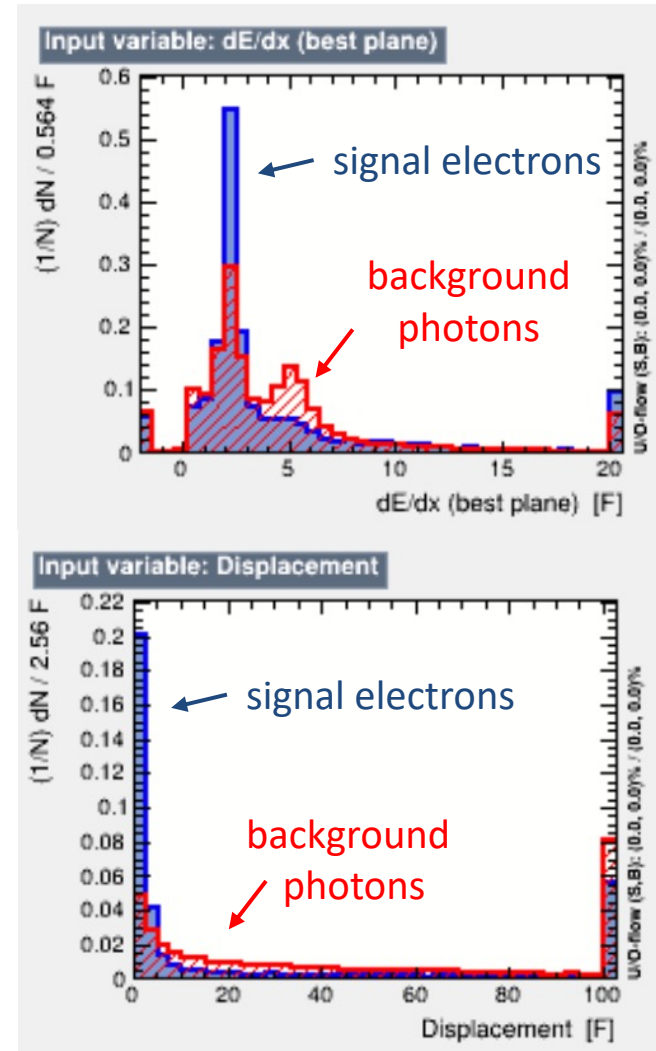 Input variable: dE/dx (best plane)
(1/N) dN / 0.564 F
0.6
0.5
0.4
0.3
0.2
0.1
0
signal electrons
background
photons
U/O-flow (S,B): (0.0, 0.0)% / (0.0, 0.0)%
0
5
10
15
20
dE/dx (best plane) [F]
Input variable: Displacement
(1/N) dN / 2.56 F
0.22
0.2
0.18
0.16
0.14
0.12
0.1
0.08
0.06
0.04
0.02
0
signal electrons
background
photons
U/O-flow (S,B): (0.0, 0.0)% / (0.0, 0.0)%
0
20
40
60
80
100
Displacement [F]